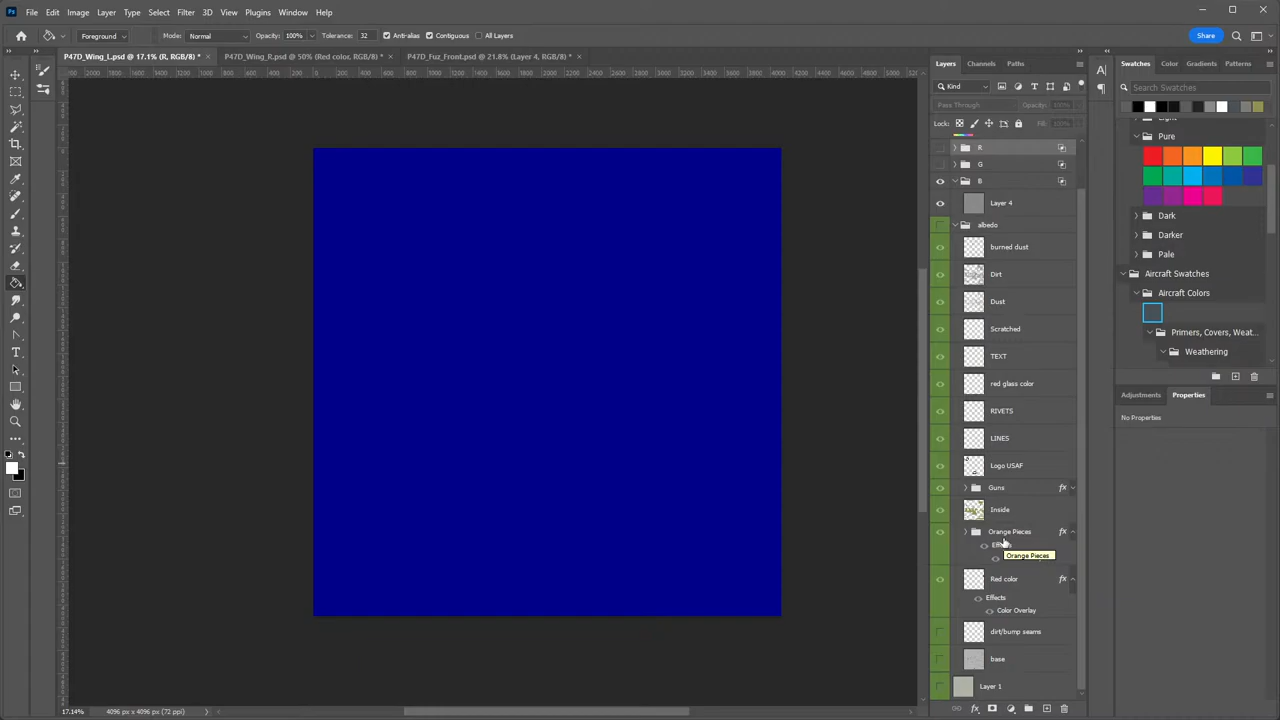 Ps File Edit Image Layer Type Select Filter 3D View Plugins Window Help
Foreground Mode: Normal Opacity: 100% Tolerance: 32 Anti-alias Contiguous All Layers Share
P47D_Wing_L.psd @ 17.1% (R, RGB/8) * × P47D_Wing_R.psd @ 50% (Red color, RGB/8) * × P47D_Fuz_Front.psd @ 21.8% (Layer 4, RGB/8) * ×
Layers Channels Paths
Kind
Pass Through Opacity: 100%
Lock: Fill: 100%
R
G
B
Layer 4
albedo
burned dust
Dirt
Dust
Scratched
TEXT
red glass color
RIVETS
LINES
Logo USAF
Guns fx
Inside
Orange Pieces fx
Orange Pieces
Red color fx
Effects
Color Overlay
dirt/bump seams
base
Layer 1
fx
Swatches Color Gradients Patterns
Search Swatches
Pure
Dark
Darker
Pale
Aircraft Swatches
Aircraft Colors
Primers, Covers, Weat...
Weathering
Adjustments Properties
No Properties
17.14% 4096 px x 4096 px (72 ppi)